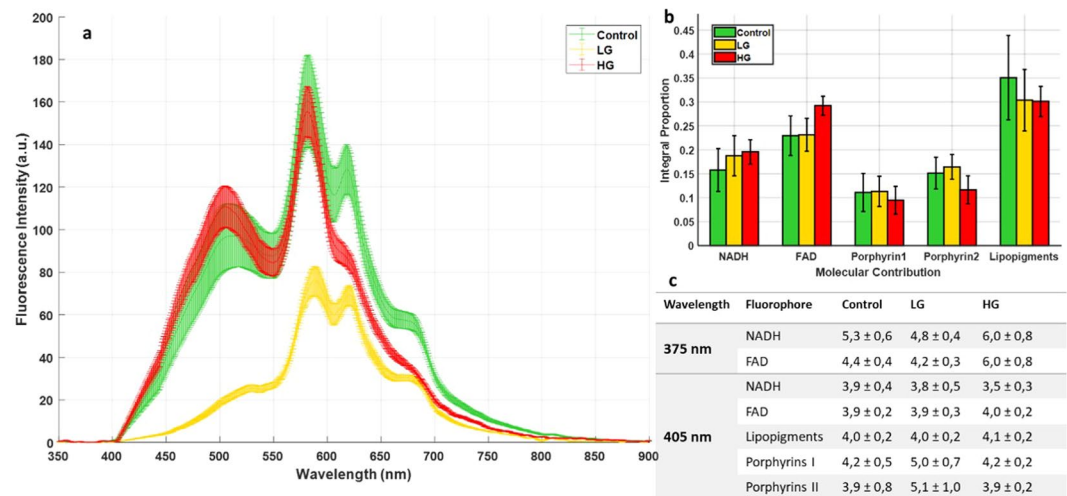 a
Control
LG
HG
Fluorescence Intensity (a.u.)
200
180
160
140
120
100
80
60
40
20
0
350 400 450 500 550 600 650 700 750 800 850 900
Wavelength (nm)
b
Control
LG
HG
Integral Proportion
0.45
0.4
0.35
0.3
0.25
0.2
0.15
0.1
0.05
0
NADH FAD Porphyrin1 Porphyrin2 Lipopigments
Molecular Contribution
c
Wavelength Fluorophore Control LG HG
375 nm
NADH 5,3 ± 0,6 4,8 ± 0,4 6,0 ± 0,8
FAD 4,4 ± 0,4 4,2 ± 0,3 6,0 ± 0,8
405 nm
NADH 3,9 ± 0,4 3,8 ± 0,5 3,5 ± 0,3
FAD 3,9 ± 0,2 3,9 ± 0,3 4,0 ± 0,2
Lipopigments 4,0 ± 0,2 4,0 ± 0,2 4,1 ± 0,2
Porphyrins I 4,2 ± 0,5 5,0 ± 0,7 4,2 ± 0,2
Porphyrins II 3,9 ± 0,8 5,1 ± 1,0 3,9 ± 0,2